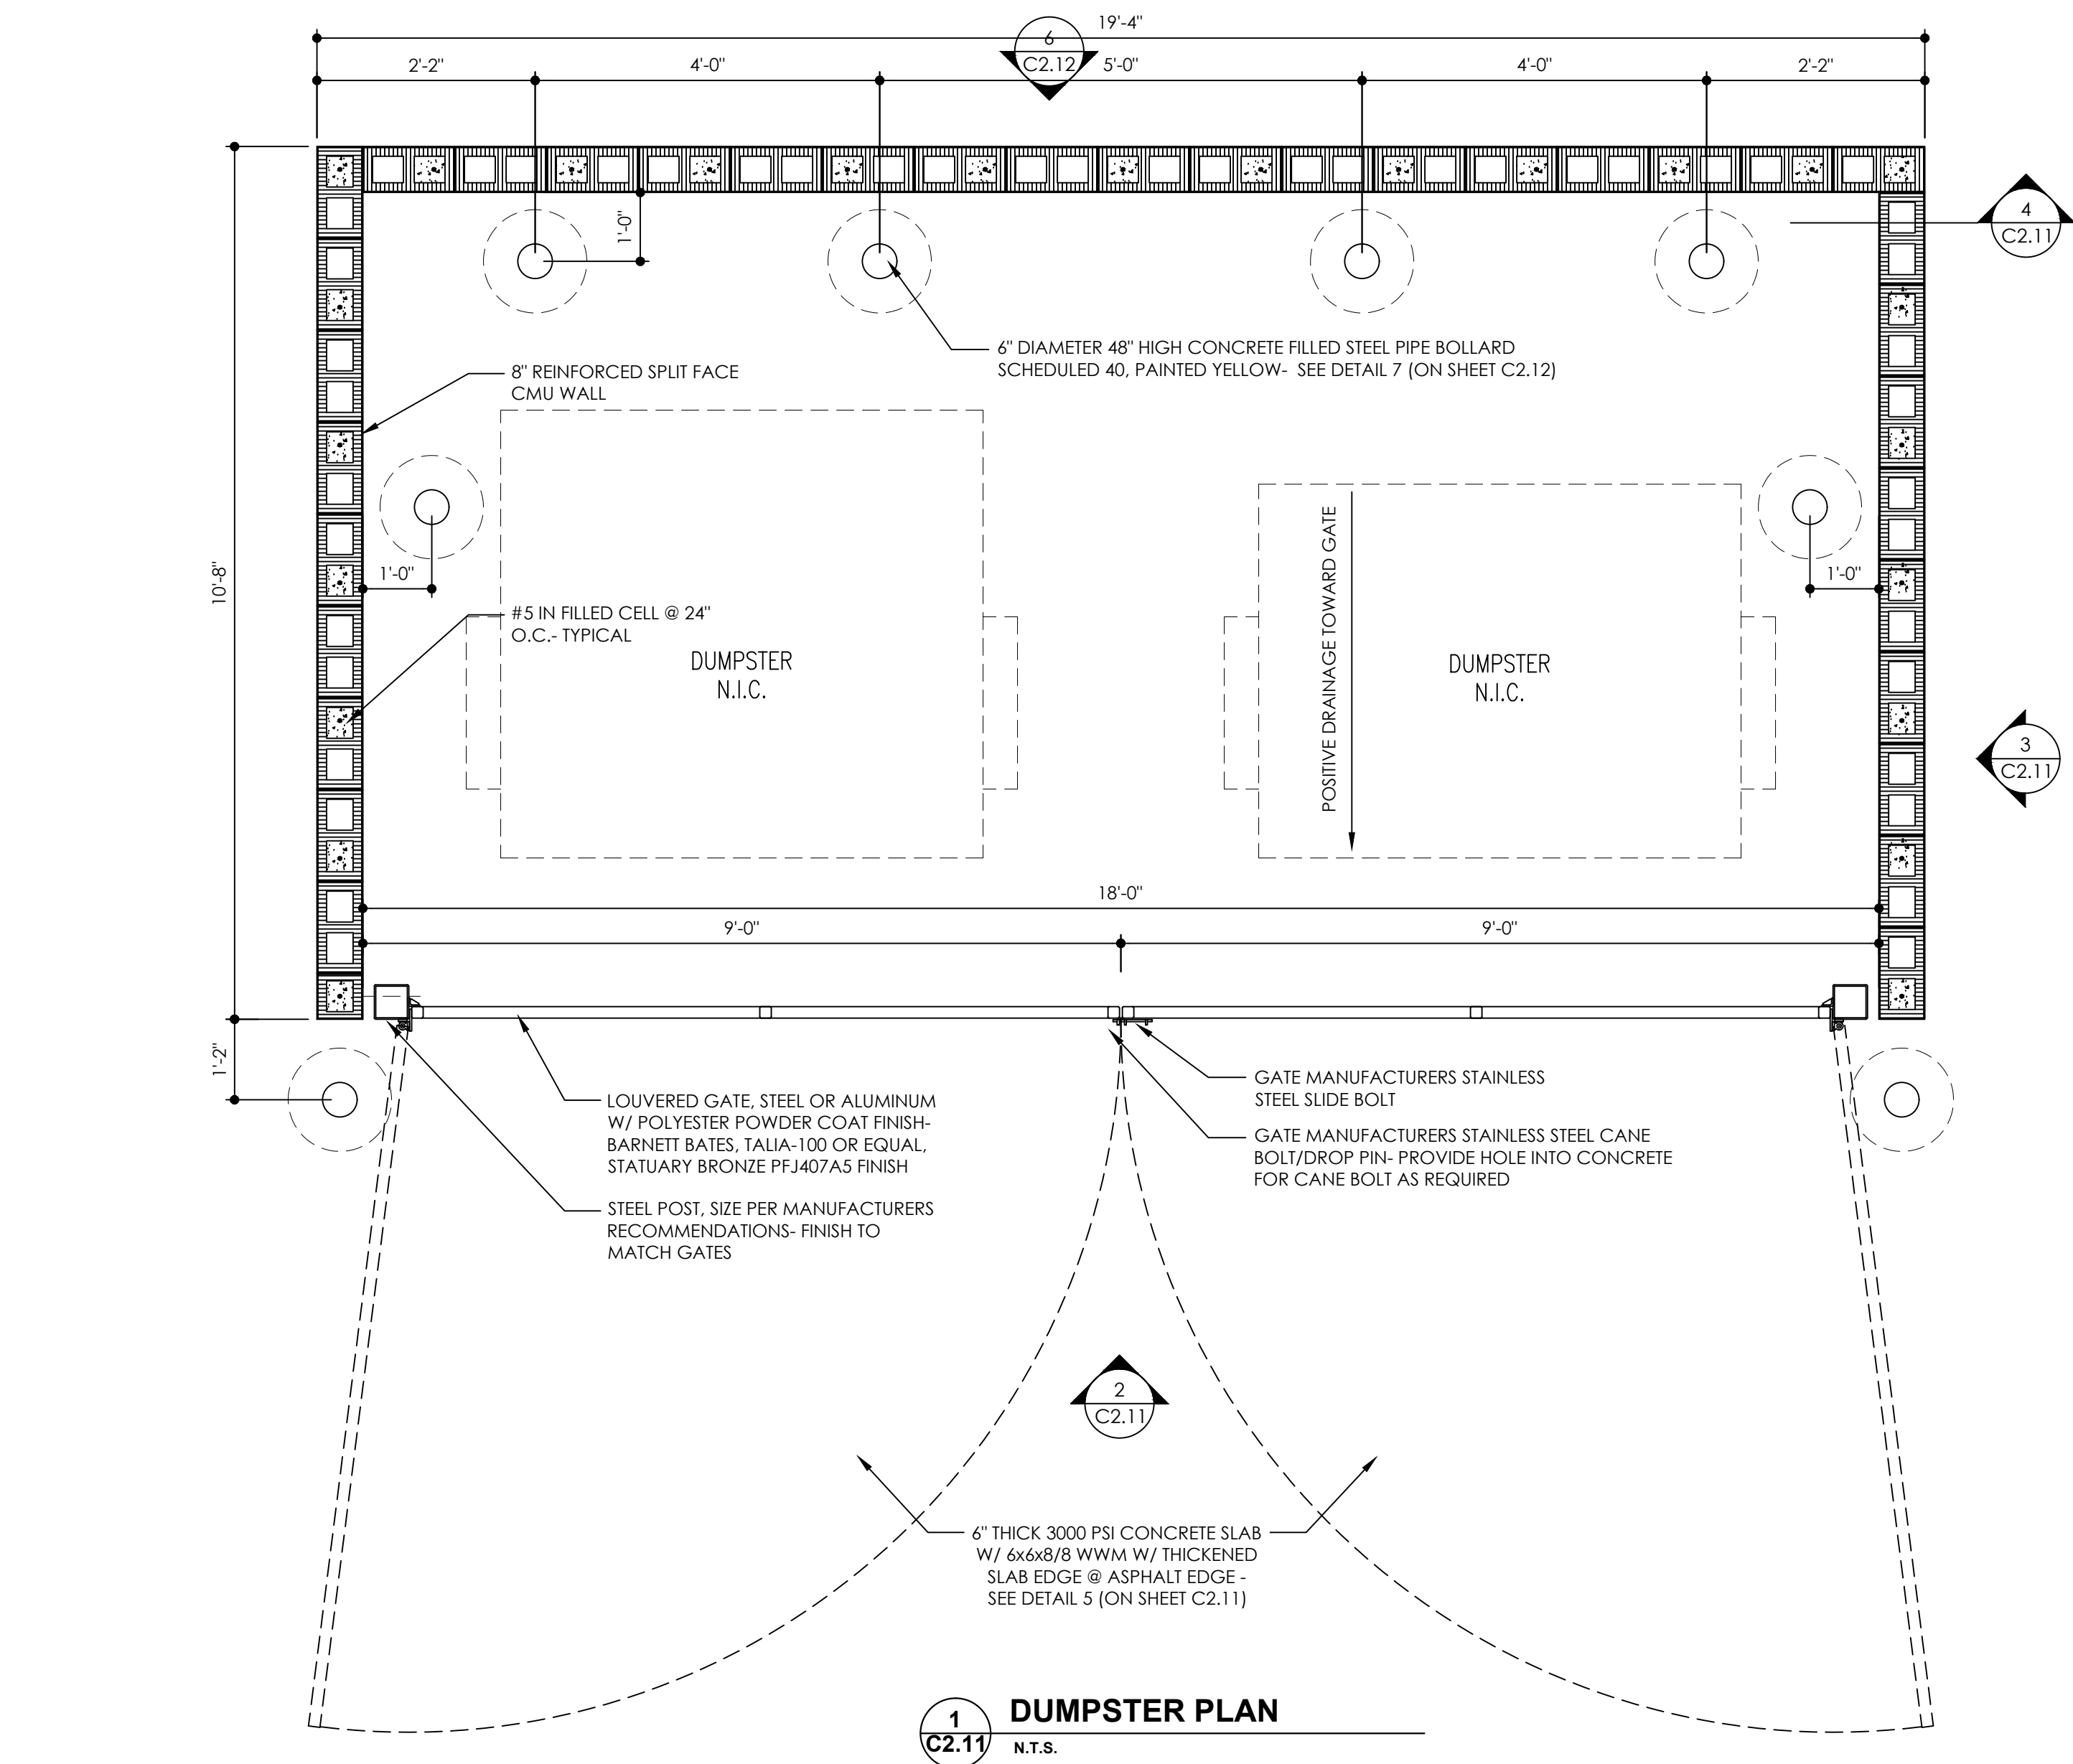 19'-4"
6
C2.12
2'-2"
4'-0"
5'-0"
4'-0"
2'-2"
1'-0"
4
C2.11
6" DIAMETER 48" HIGH CONCRETE FILLED STEEL PIPE BOLLARD
SCHEDULED 40, PAINTED YELLOW- SEE DETAIL 7 (ON SHEET C2.12)
8" REINFORCED SPLIT FACE
CMU WALL
10'-8"
1'-0"
1'-0"
#5 IN FILLED CELL @ 24"
O.C.- TYPICAL
DUMPSTER
N.I.C.
POSITIVE DRAINAGE TOWARD GATE
DUMPSTER
N.I.C.
3
C2.11
18'-0"
9'-0"
9'-0"
1'-2"
LOUVERED GATE, STEEL OR ALUMINUM
W/ POLYESTER POWDER COAT FINISH-
BARNETT BATES, TALIA-100 OR EQUAL,
STATUARY BRONZE PFJ407A5 FINISH
STEEL POST, SIZE PER MANUFACTURERS
RECOMMENDATIONS- FINISH TO
MATCH GATES
GATE MANUFACTURERS STAINLESS
STEEL SLIDE BOLT
GATE MANUFACTURERS STAINLESS STEEL CANE
BOLT/DROP PIN- PROVIDE HOLE INTO CONCRETE
FOR CANE BOLT AS REQUIRED
2
C2.11
6" THICK 3000 PSI CONCRETE SLAB
W/ 6x6x8/8 WWM W/ THICKENED
SLAB EDGE @ ASPHALT EDGE -
SEE DETAIL 5 (ON SHEET C2.11)
1
C2.11
DUMPSTER PLAN
N.T.S.